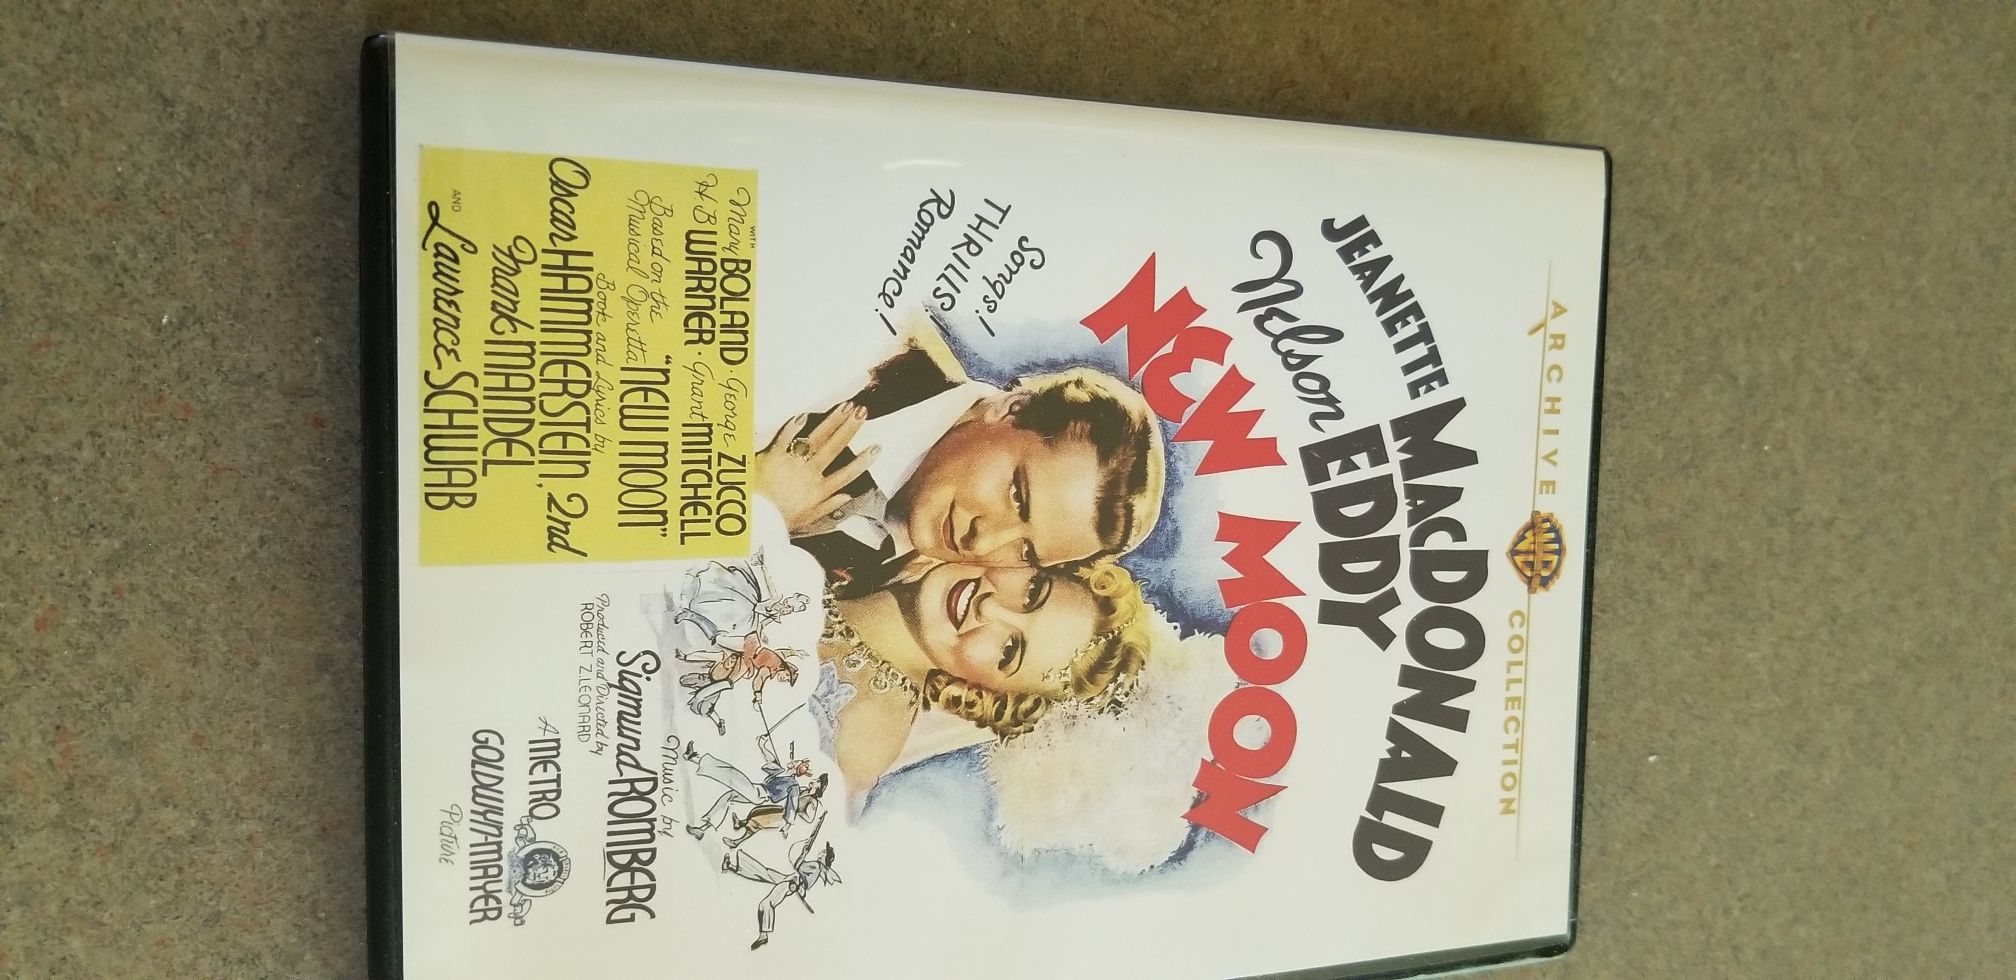 ARCHIVE WB COLLECTION
JEANETTE MACDONALD
Nelson EDDY
NEW MOON
Songs!
THRILLS!
Romance!
WITH
Mary BOLAND · George ZUCCO
H.B. WARNER · Grant MITCHELL
Based on the
Musical Operetta "NEW MOON"
Book and Lyrics by
Oscar HAMMERSTEIN, 2nd
Frank MANDEL
AND Laurence SCHWAB
Music by
Sigmund ROMBERG
Produced and Directed by
ROBERT Z. LEONARD
A METRO
GOLDWYN-MAYER
Picture